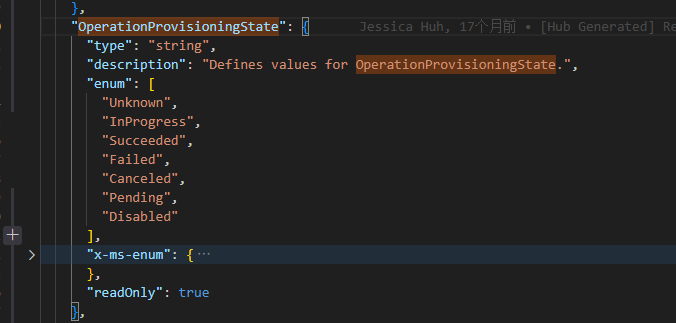 },
"OperationProvisioningState": { Jessica Huh, 17个月前 • [Hub Generated] Re
"type": "string",
"description": "Defines values for OperationProvisioningState.",
"enum": [
"Unknown",
"InProgress",
"Succeeded",
"Failed",
"Canceled",
"Pending",
"Disabled"
],
"x-ms-enum": { ⋯
},
"readOnly": true
},